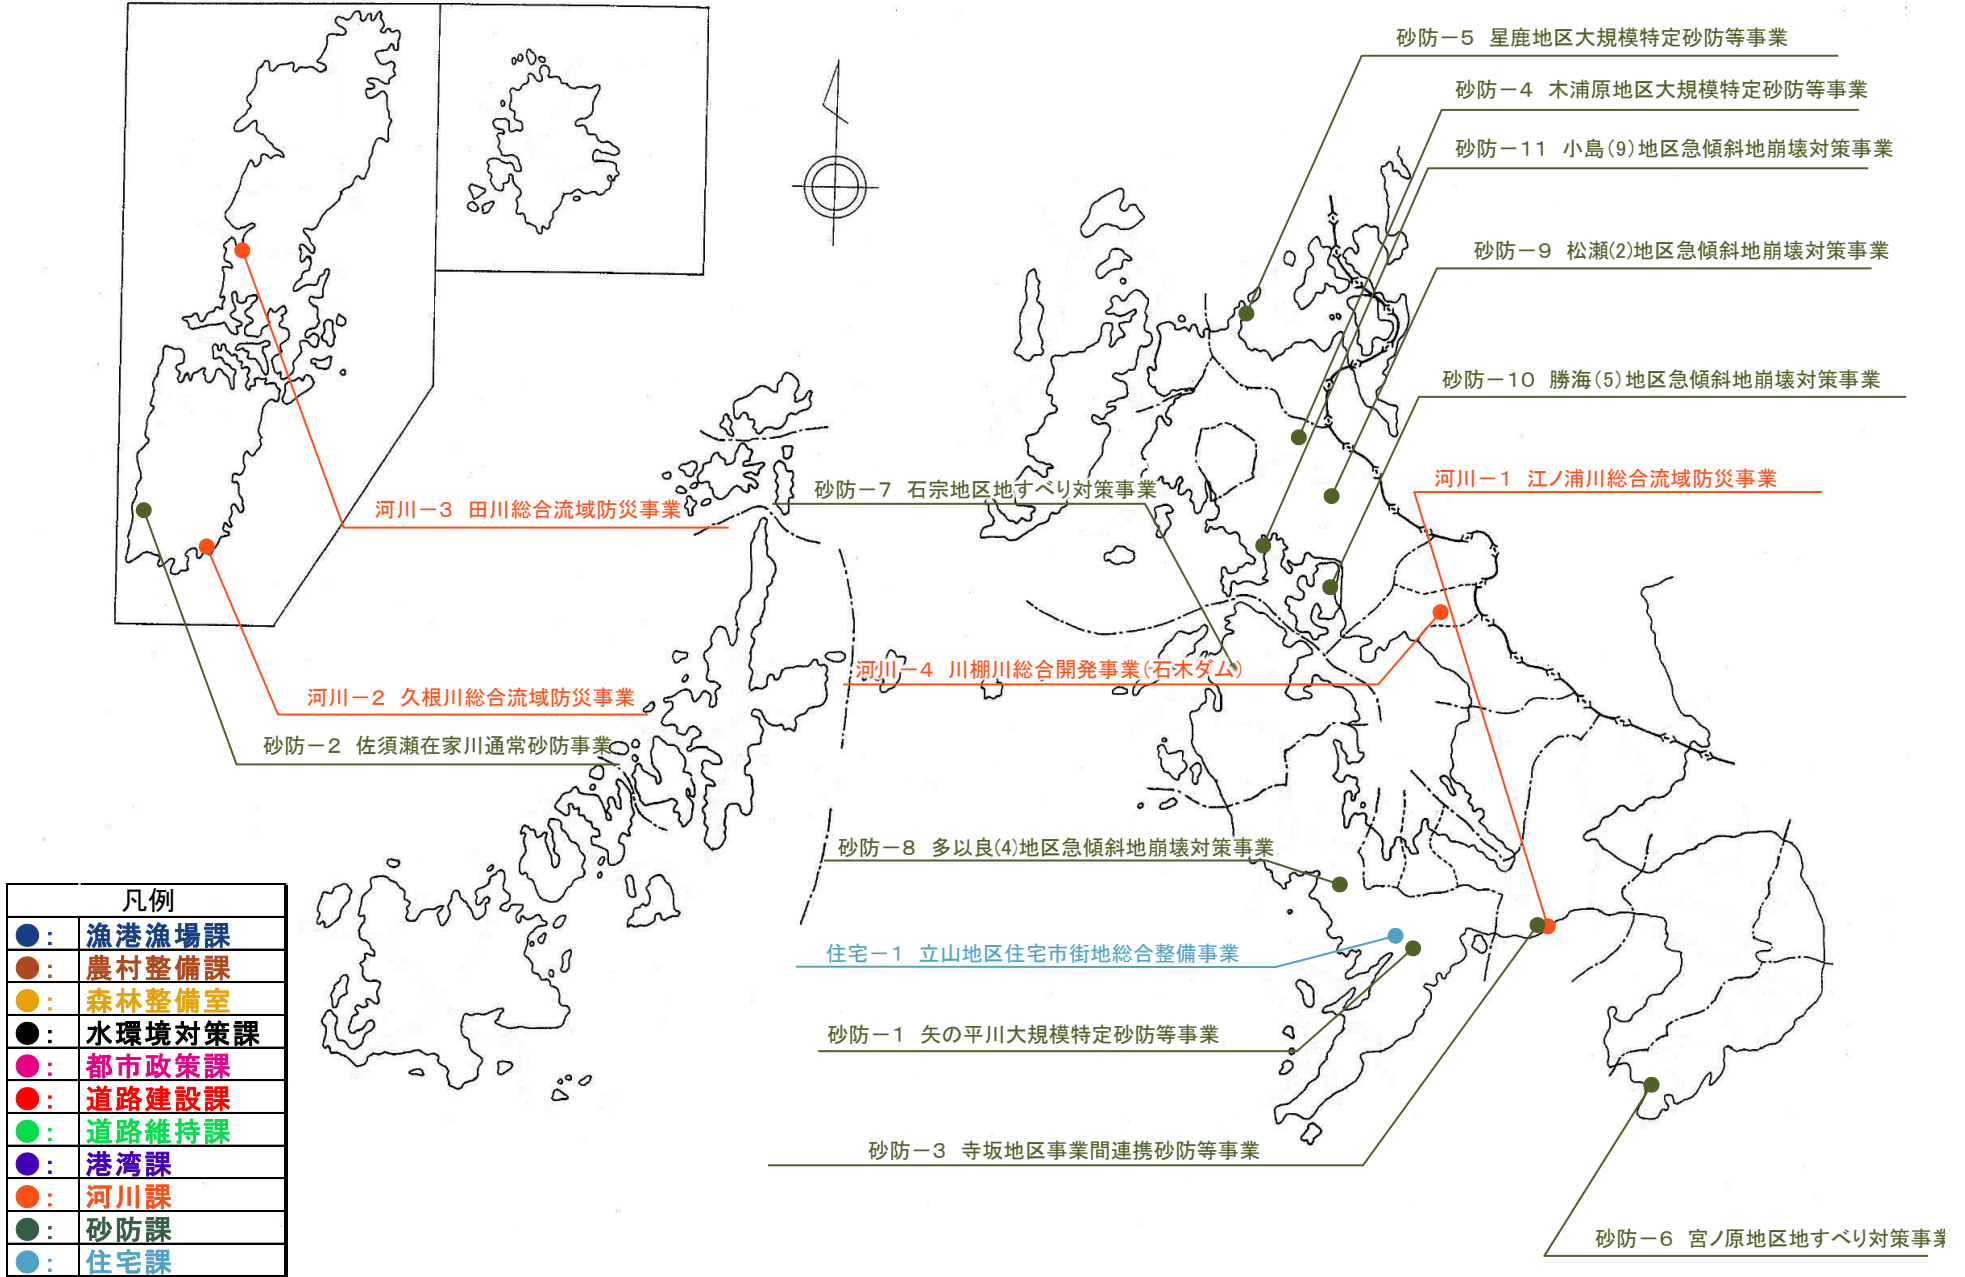 砂防－5 星鹿地区大規模特定砂防等事業
砂防－4 木浦原地区大規模特定砂防等事業
砂防－11 小島(9)地区急傾斜地崩壊対策事業
砂防－9 松瀬(2)地区急傾斜地崩壊対策事業
砂防－10 勝海(5)地区急傾斜地崩壊対策事業
河川－1 江ノ浦川総合流域防災事業
砂防－7 石宗地区地すべり対策事業
河川－3 田川総合流域防災事業
河川－4 川棚川総合開発事業(石木ダム)
河川－2 久根川総合流域防災事業
砂防－2 佐須瀬在家川通常砂防事業
砂防－8 多以良(4)地区急傾斜地崩壊対策事業
住宅－1 立山地区住宅市街地総合整備事業
砂防－1 矢の平川大規模特定砂防等事業
砂防－3 寺坂地区事業間連携砂防等事業
砂防－6 宮ノ原地区地すべり対策事業
凡例
： 漁港漁場課
： 農村整備課
： 森林整備室
： 水環境対策課
： 都市政策課
： 道路建設課
： 道路維持課
： 港湾課
： 河川課
： 砂防課
： 住宅課